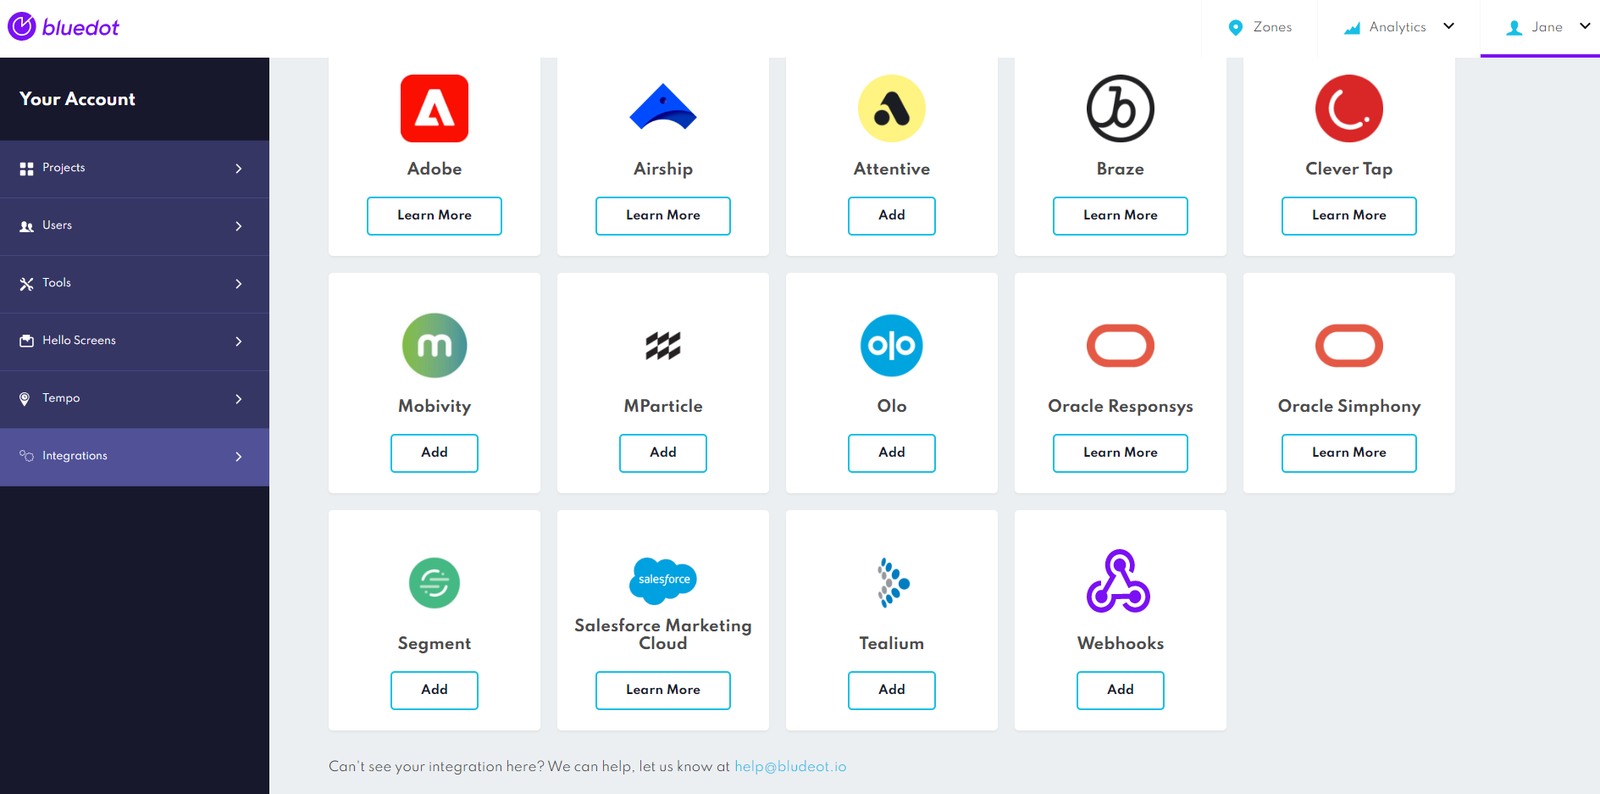 bluedot
Zones
Analytics
Jane
Your Account
Projects
Users
Tools
Hello Screens
Tempo
Integrations
Adobe
Learn More
Airship
Learn More
Attentive
Add
Braze
Learn More
Clever Tap
Learn More
Mobivity
Add
MParticle
Add
olo
Olo
Add
Oracle Responsys
Learn More
Oracle Simphony
Learn More
Segment
Add
salesforce
Salesforce Marketing
Cloud
Learn More
Tealium
Add
Webhooks
Add
Can't see your integration here? We can help, let us know at help@bludeot.io